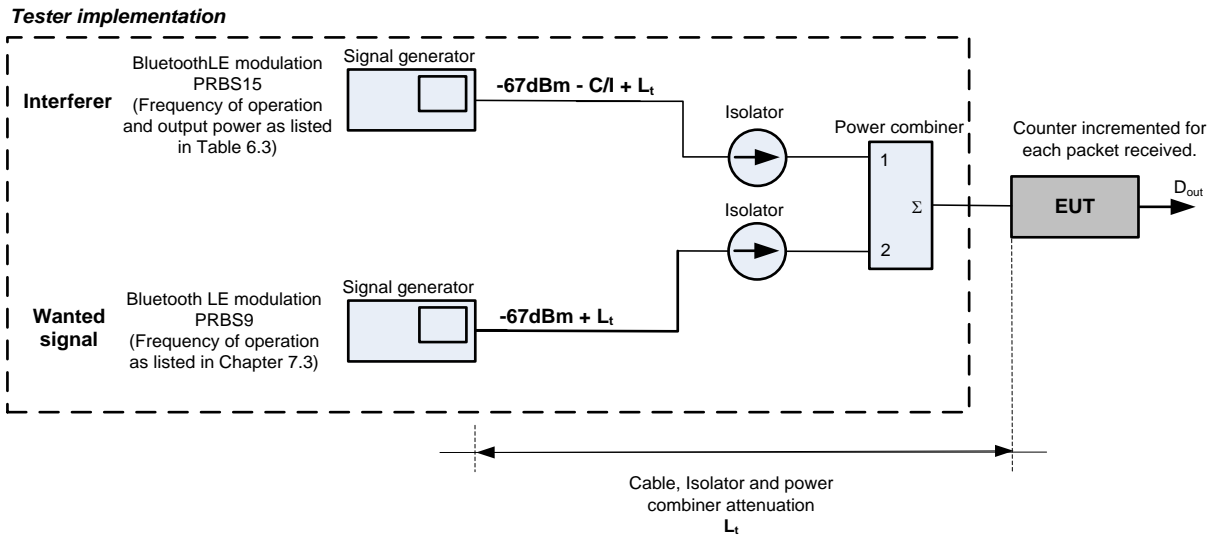 Tester implementation
Interferer
BluetoothLE modulation
PRBS15
(Frequency of operation
and output power as listed
in Table 6.3)
Signal generator
-67dBm - C/I + Lt
Isolator
Power combiner
1
2
Σ
Counter incremented for
each packet received.
EUT
Dout
Isolator
Wanted
signal
Bluetooth LE modulation
PRBS9
(Frequency of operation
as listed in Chapter 7.3)
Signal generator
-67dBm + Lt
Cable, Isolator and power
combiner attenuation
Lt